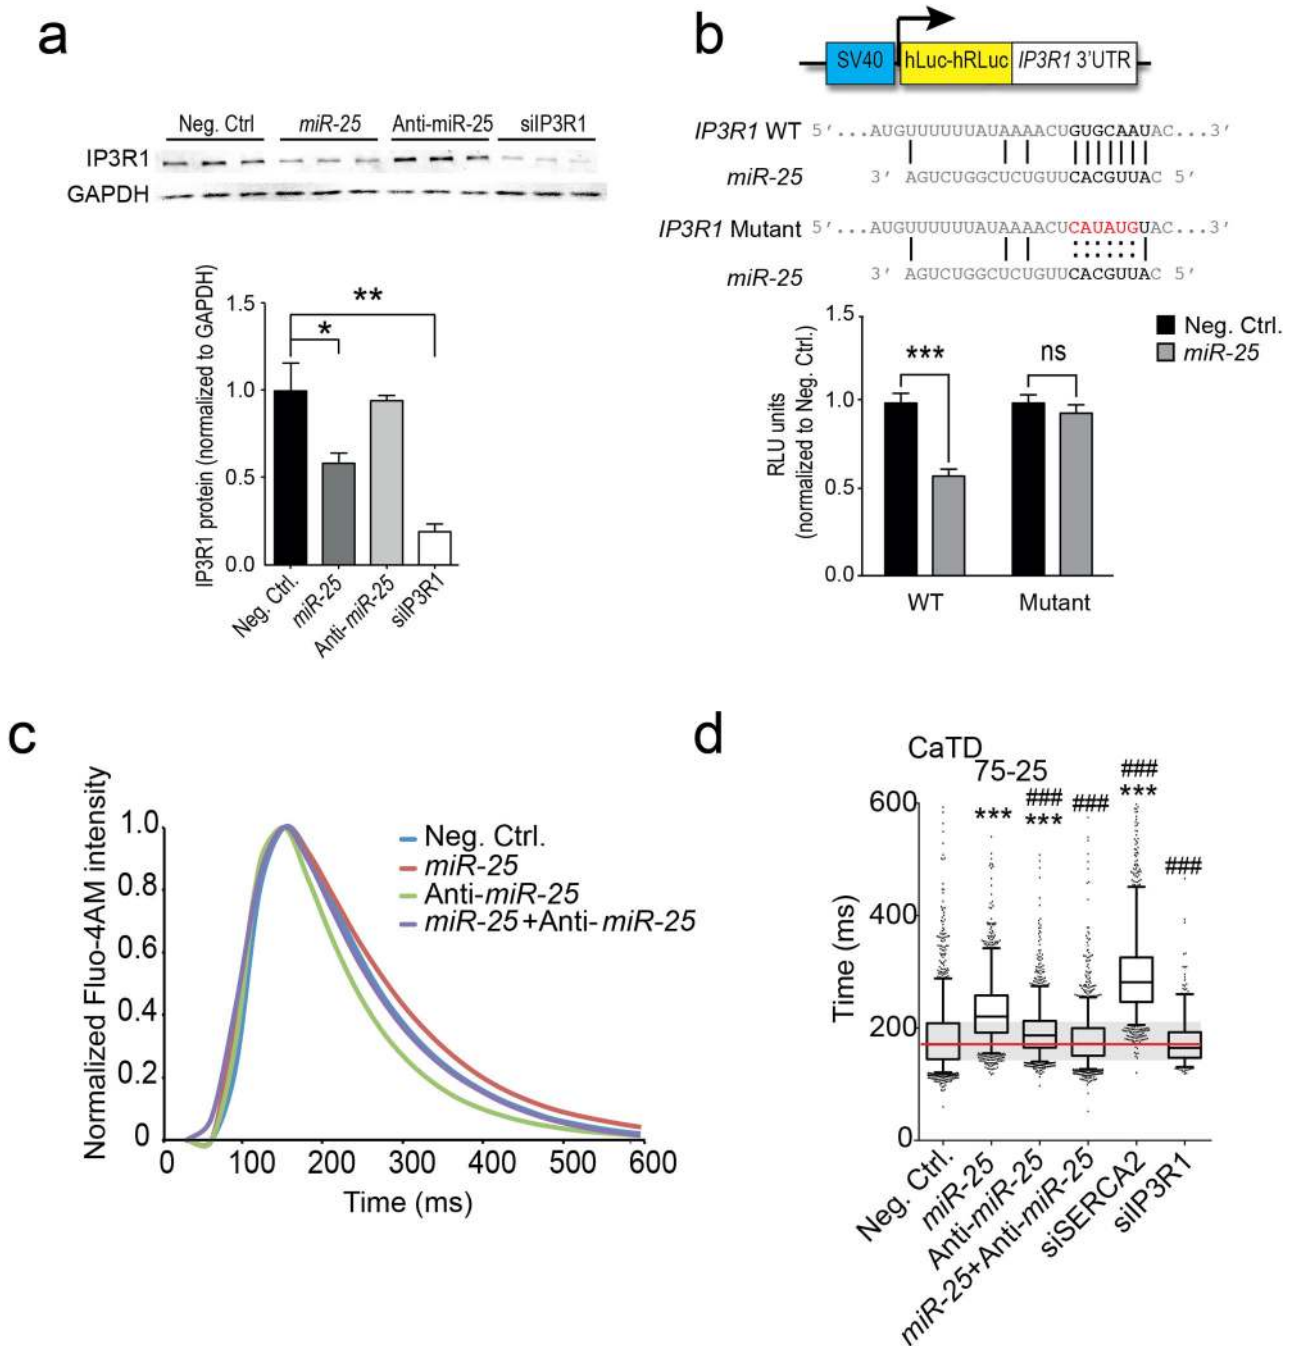 a
Neg. Ctrl miR-25 Anti-miR-25 siIP3R1
IP3R1
GAPDH
IP3R1 protein (normalized to GAPDH)
1.5
1.0
0.5
0.0
**
*
Neg. Ctrl.
miR-25
Anti-miR-25
siIP3R1
b
SV40 hLuc-hRLuc IP3R1 3'UTR
IP3R1 WT 5'...AUGUUUUUUAUAAAACUGUGCAAUAC...3'
miR-25 3' AGUCUGGCUCUGUUCACGUUAC 5'
IP3R1 Mutant 5'...AUGUUUUUUAUAAAACUCAUAUGUAC...3'
miR-25 3' AGUCUGGCUCUGUUCACGUUAC 5'
Neg. Ctrl.
miR-25
RLU units
(normalized to Neg. Ctrl.)
1.5
1.0
0.5
0.0
***
ns
WT Mutant
c
Normalized Fluo-4AM intensity
1.0
0.8
0.6
0.4
0.2
0
Neg. Ctrl.
miR-25
Anti-miR-25
miR-25+Anti-miR-25
0 100 200 300 400 500 600
Time (ms)
d
CaTD
75-25
Time (ms)
600
400
200
0
***
###
***
###
###
***
###
Neg. Ctrl.
miR-25
Anti-miR-25
miR-25+Anti-miR-25
siSERCA2
siIP3R1